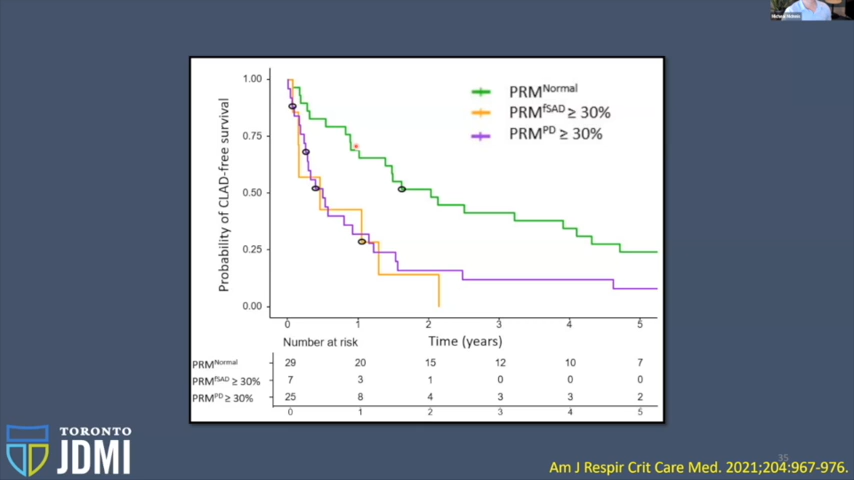 1.00
0.75
0.50
0.25
0.00
Probability of CLAD-free survival
PRM^Normal
PRM^fSAD ≥ 30%
PRM^PD ≥ 30%
0 1 2 3 4 5
Number at risk
Time (years)
PRM^Normal 29 20 15 12 10 7
PRM^fSAD ≥ 30% 7 3 1 0 0 0
PRM^PD ≥ 30% 25 8 4 3 3 2
0 1 2 3 4 5
TORONTO
JDMI
35
Am J Respir Crit Care Med. 2021;204:967-976.